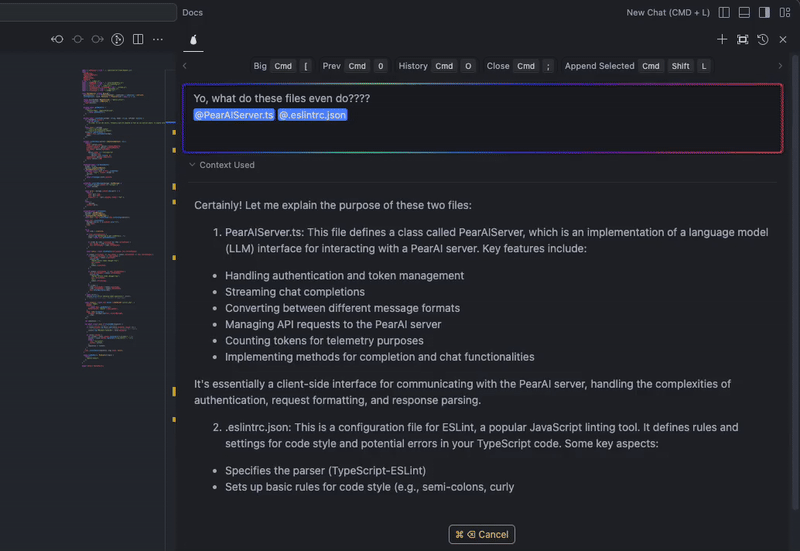 Docs
New Chat (CMD + L)
Big Cmd [ Prev Cmd 0 History Cmd O Close Cmd ; Append Selected Cmd Shift L
Yo, what do these files even do????
@PearAIServer.ts @.eslintrc.json
Context Used
Certainly! Let me explain the purpose of these two files:
1. PearAIServer.ts: This file defines a class called PearAIServer, which is an implementation of a language model
(LLM) interface for interacting with a PearAI server. Key features include:
• Handling authentication and token management
• Streaming chat completions
• Converting between different message formats
• Managing API requests to the PearAI server
• Counting tokens for telemetry purposes
• Implementing methods for completion and chat functionalities
It's essentially a client-side interface for communicating with the PearAI server, handling the complexities of
authentication, request formatting, and response parsing.
2. .eslintrc.json: This is a configuration file for ESLint, a popular JavaScript linting tool. It defines rules and
settings for code style and potential errors in your TypeScript code. Some key aspects:
• Specifies the parser (TypeScript-ESLint)
• Sets up basic rules for code style (e.g., semi-colons, curly
⌘ ⌫ Cancel